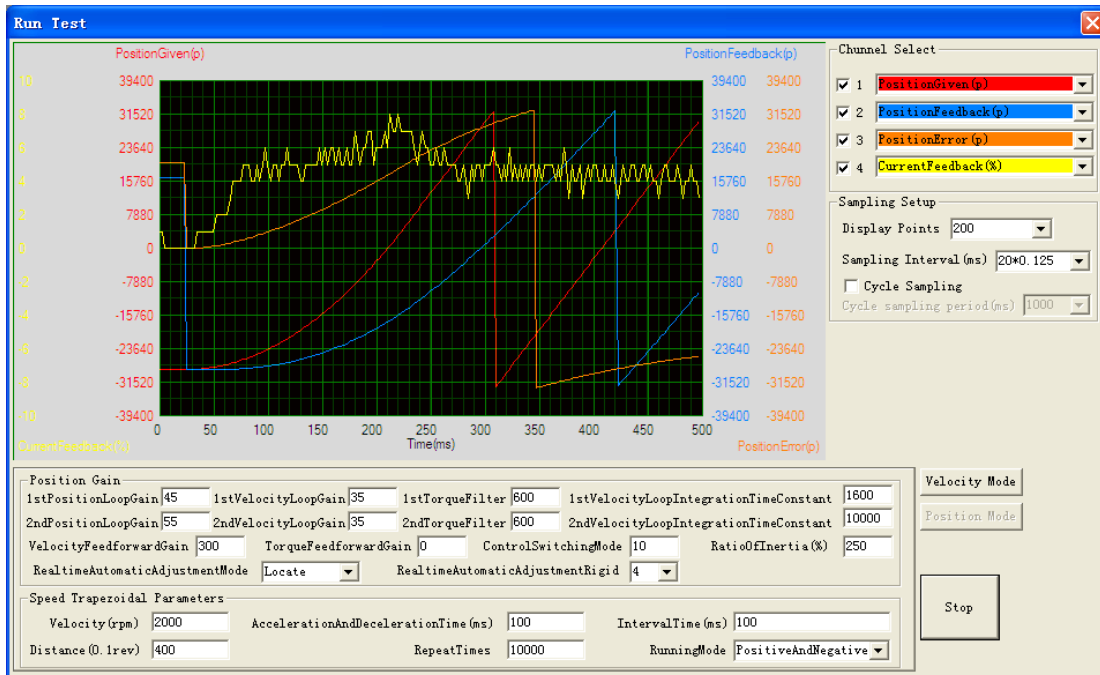 Run Test
PositionGiven(p) PositionFeedback(p)
10 39400 39400 39400
8 31520 31520 31520
6 23640 23640 23640
4 15760 15760 15760
2 7880 7880 7880
0 0 0 0
-2 -7880 -7880 -7880
-4 -15760 -15760 -15760
-6 -23640 -23640 -23640
-8 -31520 -31520 -31520
-10 -39400 -39400 -39400
0 50 100 150 200 250 300 350 400 450 500
CurrentFeedback(%) Time(ms) PositionError(p)
Chunnel Select
1 PositionGiven(p)
2 PositionFeedback(p)
3 PositionError(p)
4 CurrentFeedback(%)
Sampling Setup
Display Points 200
Sampling Interval(ms) 20*0.125
Cycle Sampling
Cycle sampling period(ms) 1000
Position Gain
1stPositionLoopGain 45 1stVelocityLoopGain 35 1stTorqueFilter 600 1stVelocityLoopIntegrationTimeConstant 1600
2ndPositionLoopGain 55 2ndVelocityLoopGain 35 2ndTorqueFilter 600 2ndVelocityLoopIntegrationTimeConstant 10000
VelocityFeedforwardGain 300 TorqueFeedforwardGain 0 ControlSwitchingMode 10 RatioOfInertia(%) 250
RealtimeAutomaticAdjustmentMode Locate RealtimeAutomaticAdjustmentRigid 4
Speed Trapezoidal Parameters
Velocity(rpm) 2000 AccelerationAndDecelerationTime(ms) 100 IntervalTime(ms) 100
Distance(0.1rev) 400 RepeatTimes 10000 RunningMode PositiveAndNegative
Velocity Mode
Position Mode
Stop